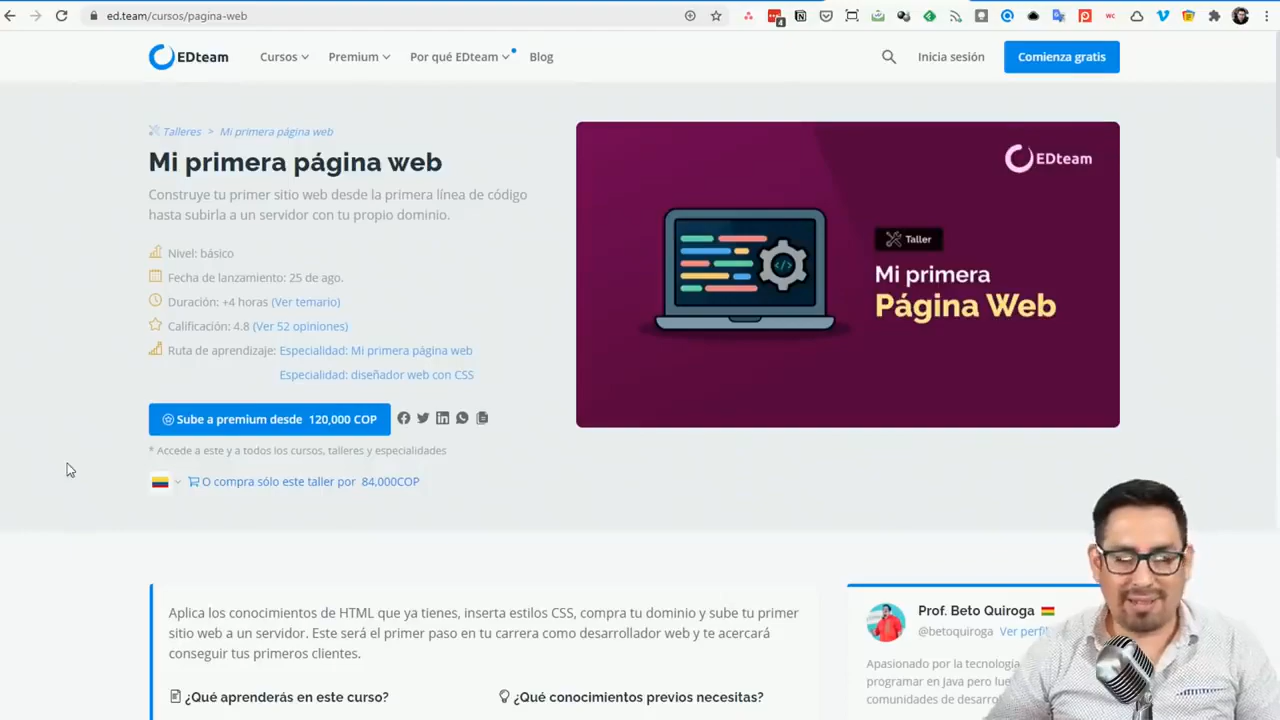 ed.team/cursos/pagina-web
4
WC
EDteam
Cursos
Premium
Por qué EDteam
Blog
Inicia sesión
Comienza gratis
Talleres > Mi primera página web
Mi primera página web
Construye tu primer sitio web desde la primera línea de código
hasta subirla a un servidor con tu propio dominio.
Nivel: básico
Fecha de lanzamiento: 25 de ago.
Duración: +4 horas (Ver temario)
Calificación: 4.8 (Ver 52 opiniones)
Ruta de aprendizaje: Especialidad: Mi primera página web
Especialidad: diseñador web con CSS
Sube a premium desde 120,000 COP
* Accede a este y a todos los cursos, talleres y especialidades
O compra sólo este taller por 84,000COP
EDteam
</>
Taller
Mi primera
Página Web
Aplica los conocimientos de HTML que ya tienes, inserta estilos CSS, compra tu dominio y sube tu primer
sitio web a un servidor. Este será el primer paso en tu carrera como desarrollador web y te acercará
conseguir tus primeros clientes.
¿Qué aprenderás en este curso?
¿Qué conocimientos previos necesitas?
Prof. Beto Quiroga
@betoquiroga Ver perfil
Apasionado por la tecnología
programar en Java pero lue
comunidades de desarro